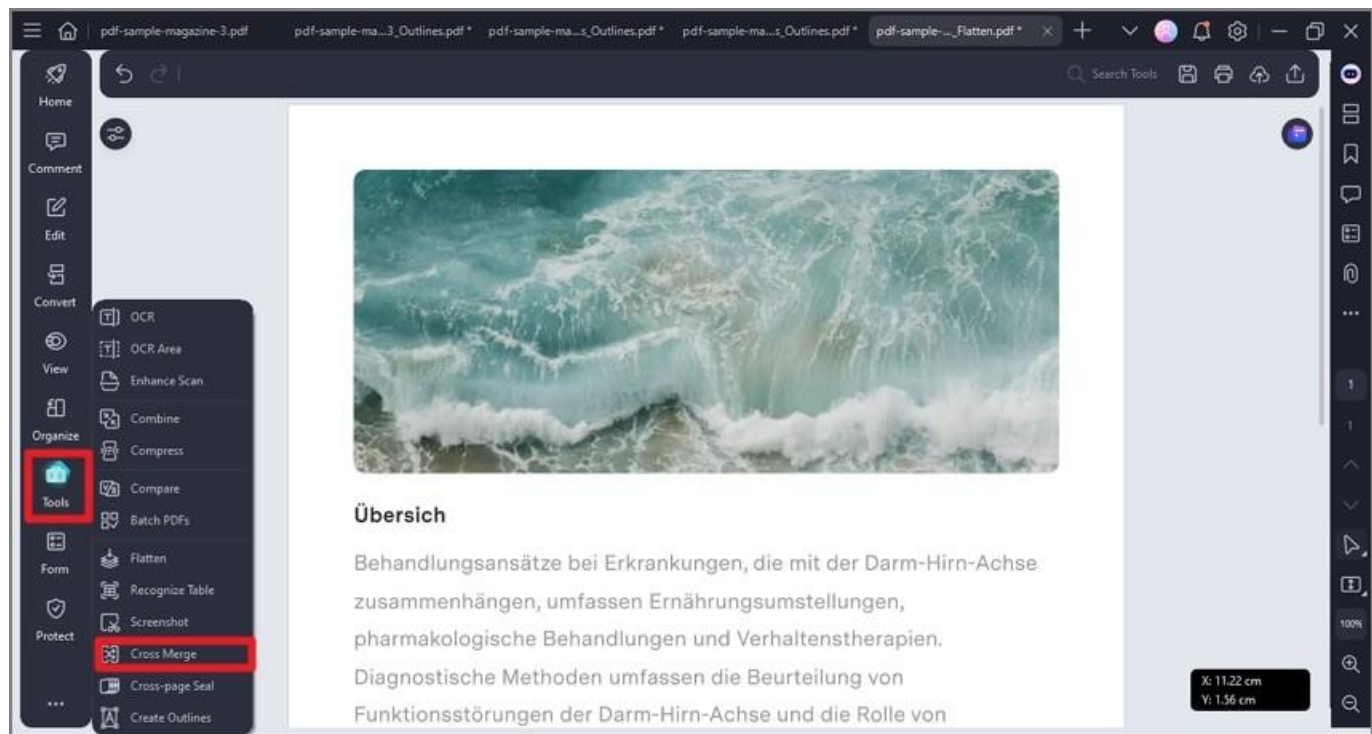 pdf-sample-magazine-3.pdf
pdf-sample-ma...3_Outlines.pdf *
pdf-sample-ma...s_Outlines.pdf *
pdf-sample-ma...s_Outlines.pdf *
pdf-sample-..._Flatten.pdf *
Search Tools
Home
Comment
Edit
Convert
View
Organize
Tools
Form
Protect
OCR
OCR Area
Enhance Scan
Combine
Compress
Compare
Batch PDFs
Flatten
Recognize Table
Screenshot
Cross Merge
Cross-page Seal
Create Outlines
Übersich
Behandlungsansätze bei Erkrankungen, die mit der Darm-Hirn-Achse
zusammenhängen, umfassen Ernährungsumstellungen,
pharmakologische Behandlungen und Verhaltenstherapien.
Diagnostische Methoden umfassen die Beurteilung von
Funktionsstörungen der Darm-Hirn-Achse und die Rolle von
1
1
100%
X: 11.22 cm
Y: 1.56 cm